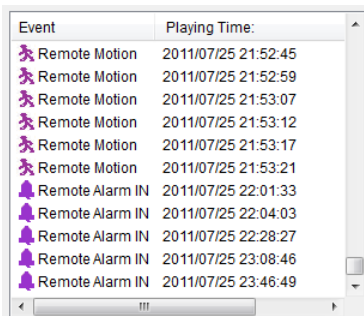 Event Playing Time:
Remote Motion 2011/07/25 21:52:45
Remote Motion 2011/07/25 21:52:59
Remote Motion 2011/07/25 21:53:07
Remote Motion 2011/07/25 21:53:12
Remote Motion 2011/07/25 21:53:17
Remote Motion 2011/07/25 21:53:21
Remote Alarm IN 2011/07/25 22:01:33
Remote Alarm IN 2011/07/25 22:04:03
Remote Alarm IN 2011/07/25 22:28:27
Remote Alarm IN 2011/07/25 23:08:46
Remote Alarm IN 2011/07/25 23:46:49